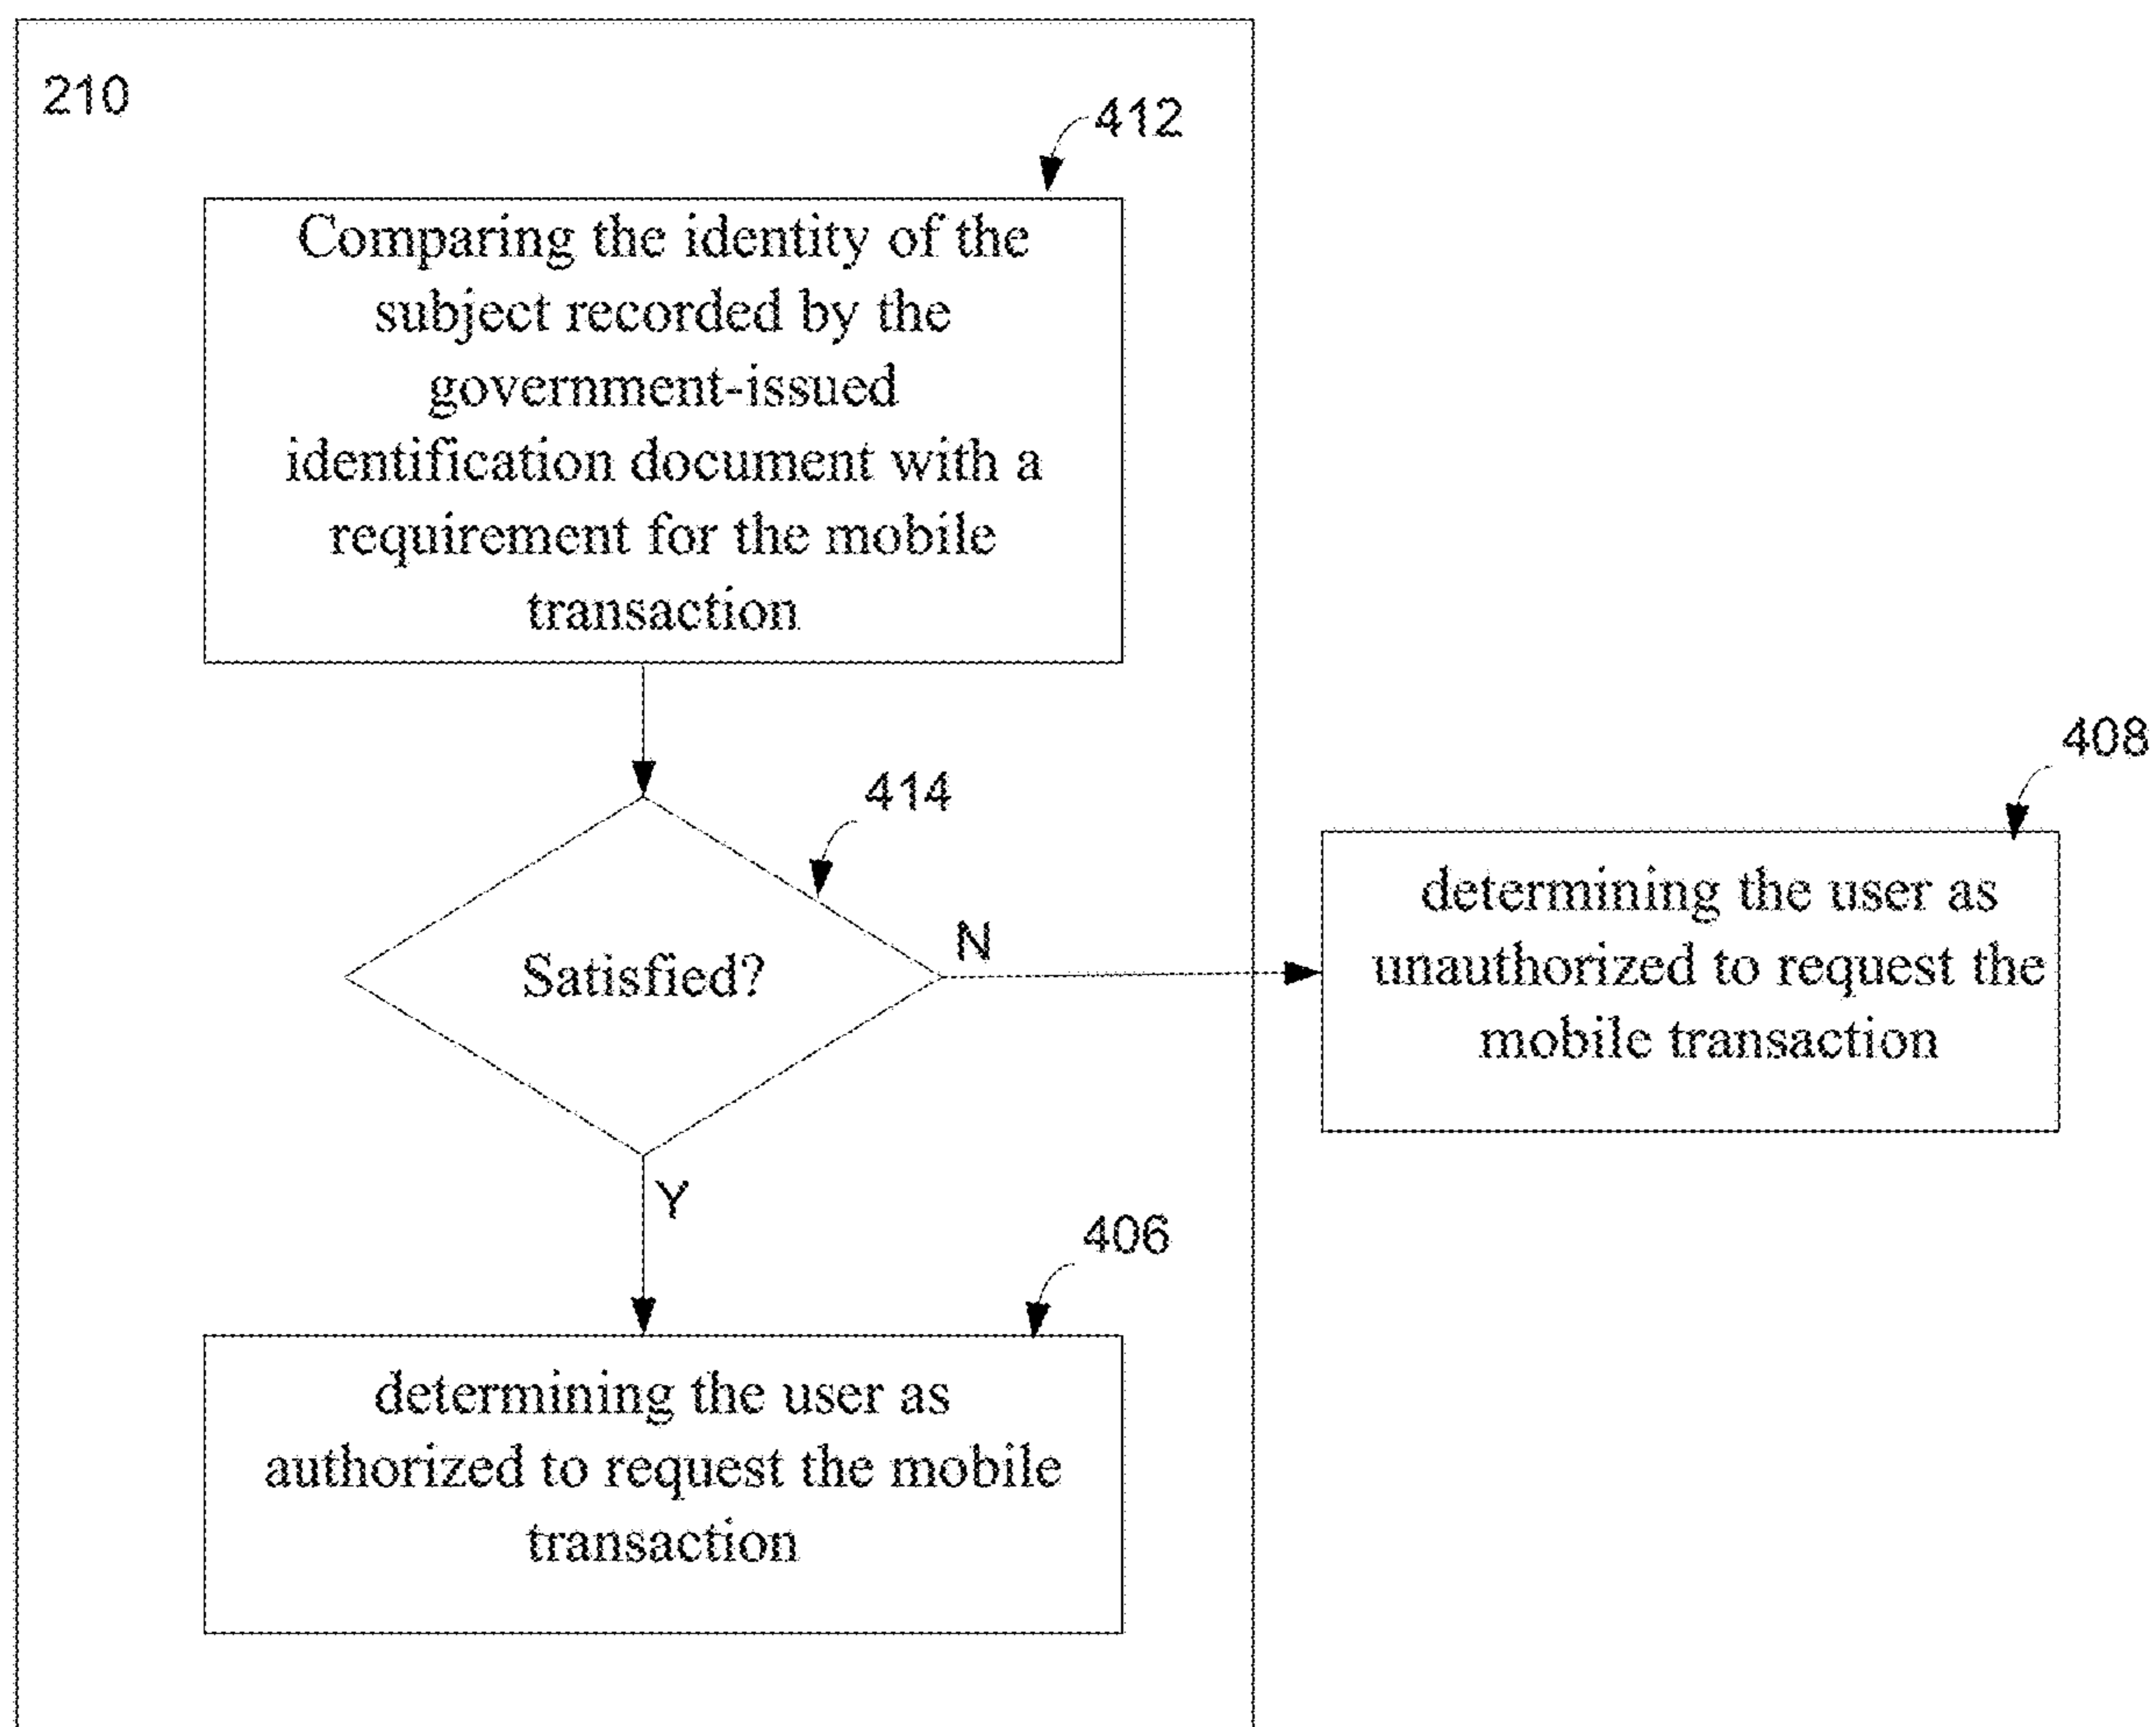 210
412
Comparing the identity of the
subject recorded by the
government-issued
identification document with a
requirement for the mobile
transaction
414
Satisfied?
N
408
determining the user as
unauthorized to request the
mobile transaction
Y
406
determining the user as
authorized to request the mobile
transaction